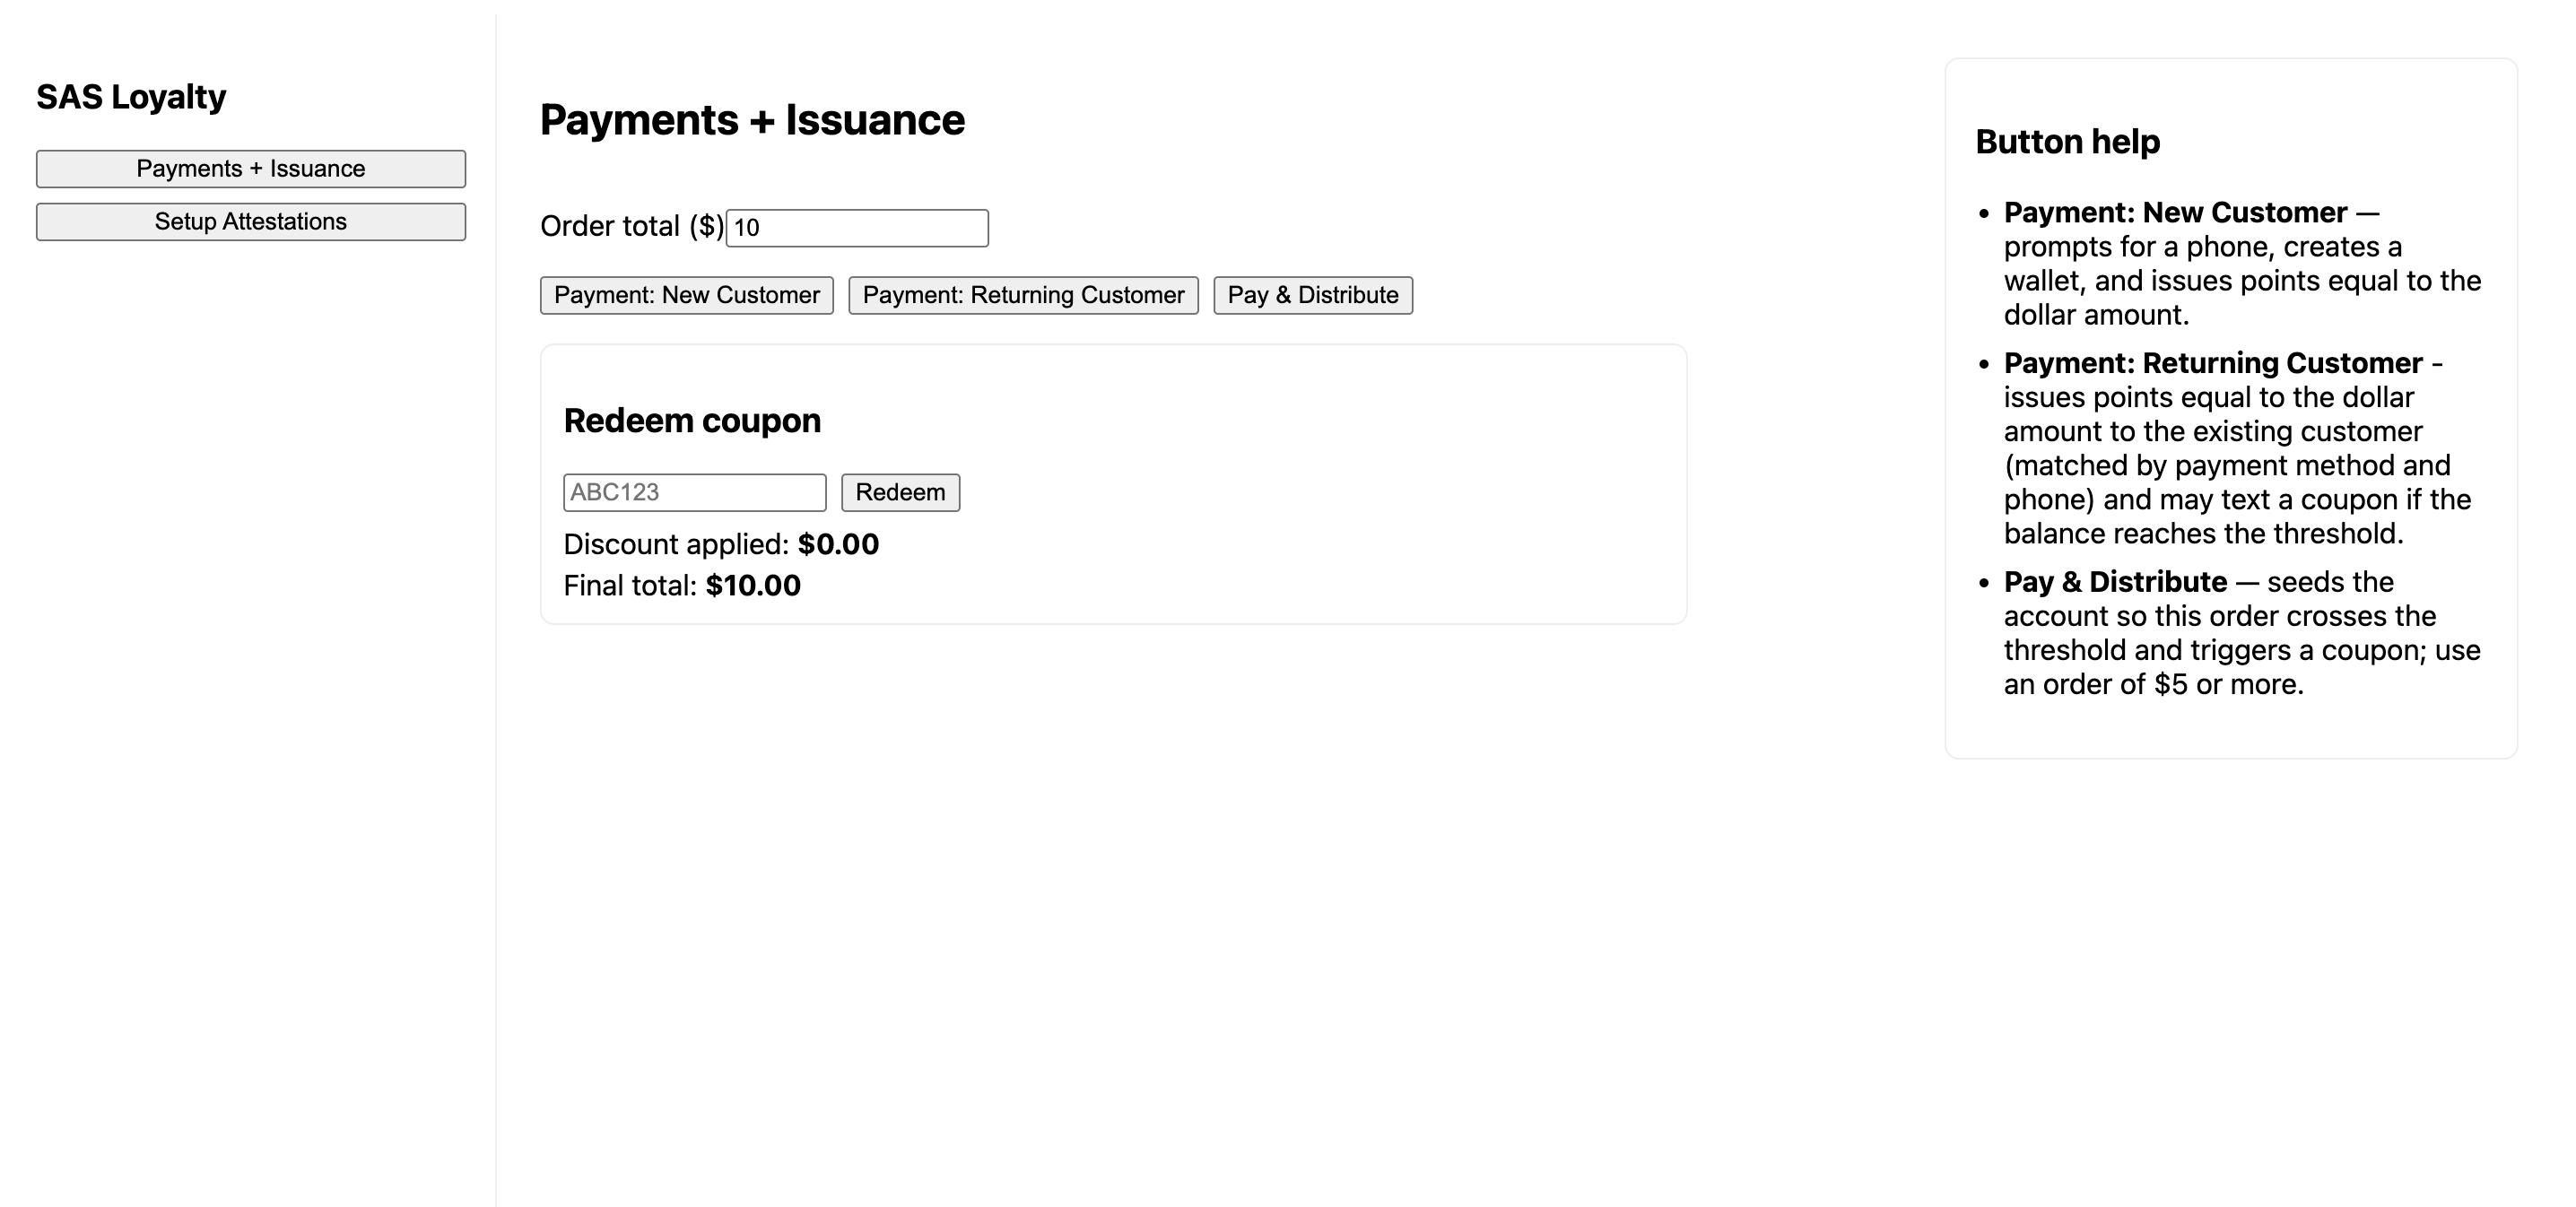 SAS Loyalty
Payments + Issuance
Setup Attestations
Payments + Issuance
Order total ($) 10
Payment: New Customer Payment: Returning Customer Pay & Distribute
Redeem coupon
ABC123 Redeem
Discount applied: $0.00
Final total: $10.00
Button help
• Payment: New Customer —
prompts for a phone, creates a
wallet, and issues points equal to the
dollar amount.
• Payment: Returning Customer -
issues points equal to the dollar
amount to the existing customer
(matched by payment method and
phone) and may text a coupon if the
balance reaches the threshold.
• Pay & Distribute — seeds the
account so this order crosses the
threshold and triggers a coupon; use
an order of $5 or more.